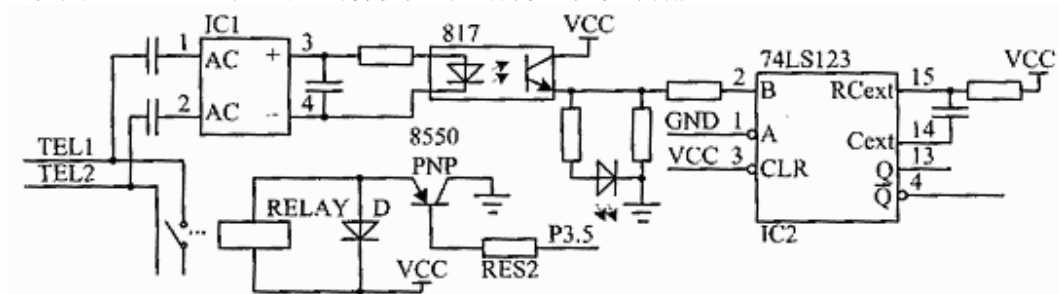 IC1
1
AC
+
3
2
AC
-
4
817
VCC
74LS123
2
B
RCext
15
VCC
GND
1
A
Cext
14
VCC
3
CLR
Q
13
Q
4
IC2
TEL1
TEL2
8550
PNP
RELAY
D
...
P3.5
RES2
VCC